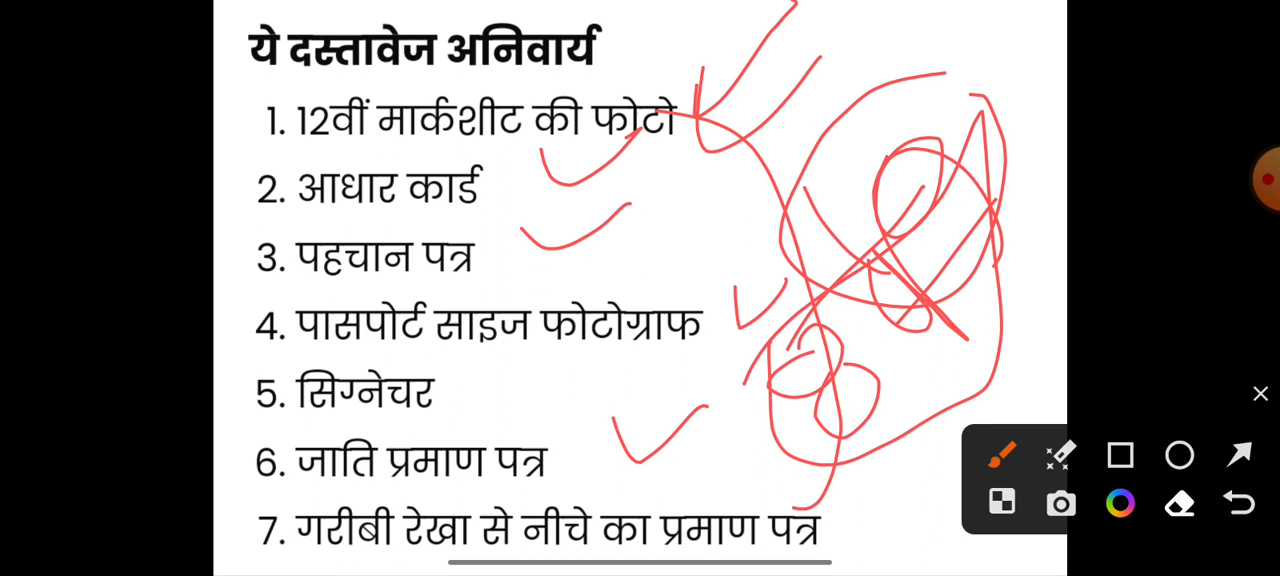 ये दस्तावेज अनिवार्य
1. 12वीं मार्कशीट की फोटो
2. आधार कार्ड
3. पहचान पत्र
4. पासपोर्ट साइज फोटोग्राफ
5. सिग्नेचर
6. जाति प्रमाण पत्र
7. गरीबी रेखा से नीचे का प्रमाण पत्र